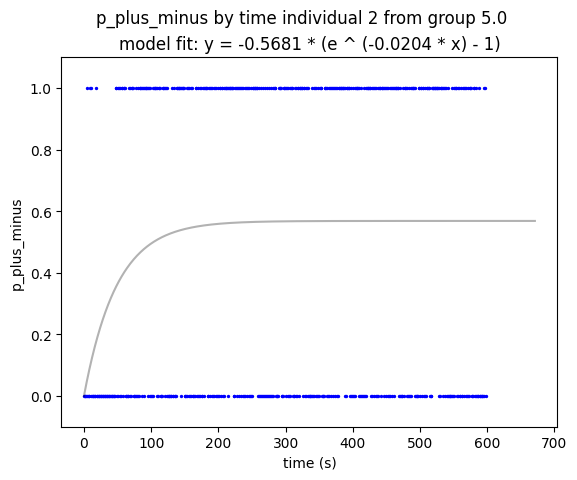 p_plus_minus by time individual 2 from group 5.0
model fit: y = -0.5681 * (e ^ (-0.0204 * x) - 1)
1.0
0.8
0.6
0.4
0.2
0.0
p_plus_minus
0 100 200 300 400 500 600 700
time (s)